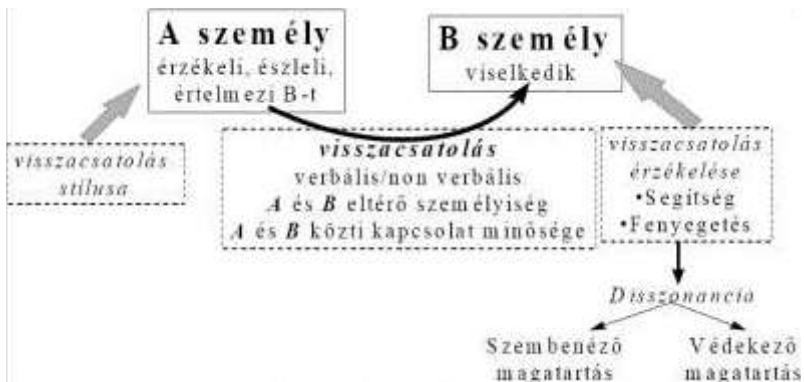 A személy
érzékeli, észleli,
értelmezi B-t
B személy
viselkedik
visszacsatolás
stílusa
visszacsatolás
verbális/non verbális
A és B eltérő személyiség
A és B közti kapcsolat minősége
visszacsatolás
érzékelése
•Segítség
•Fenyegetés
Disszonancia
Szembenéző
magatartás
Védekező
magatartás